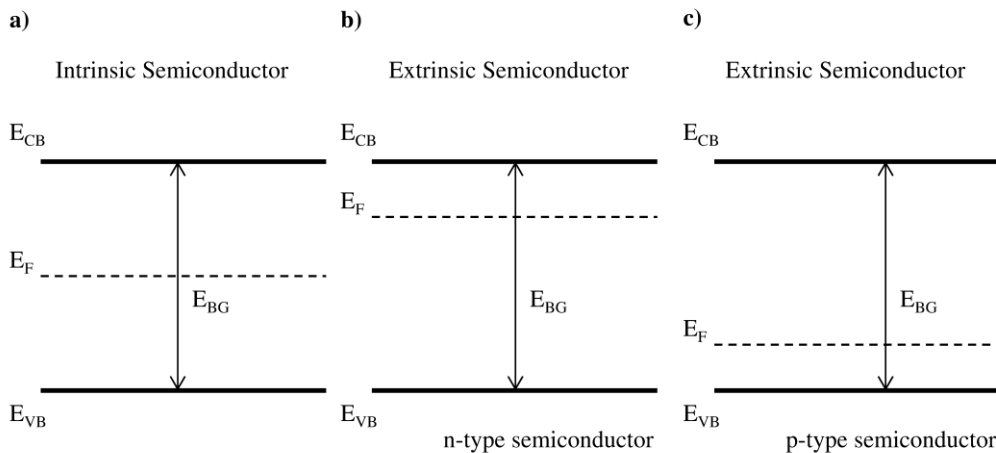 a)
Intrinsic Semiconductor
E_CB
E_F
E_BG
E_VB
b)
Extrinsic Semiconductor
E_CB
E_F
E_BG
n-type semiconductor
c)
Extrinsic Semiconductor
E_CB
E_F
E_BG
E_VB
p-type semiconductor